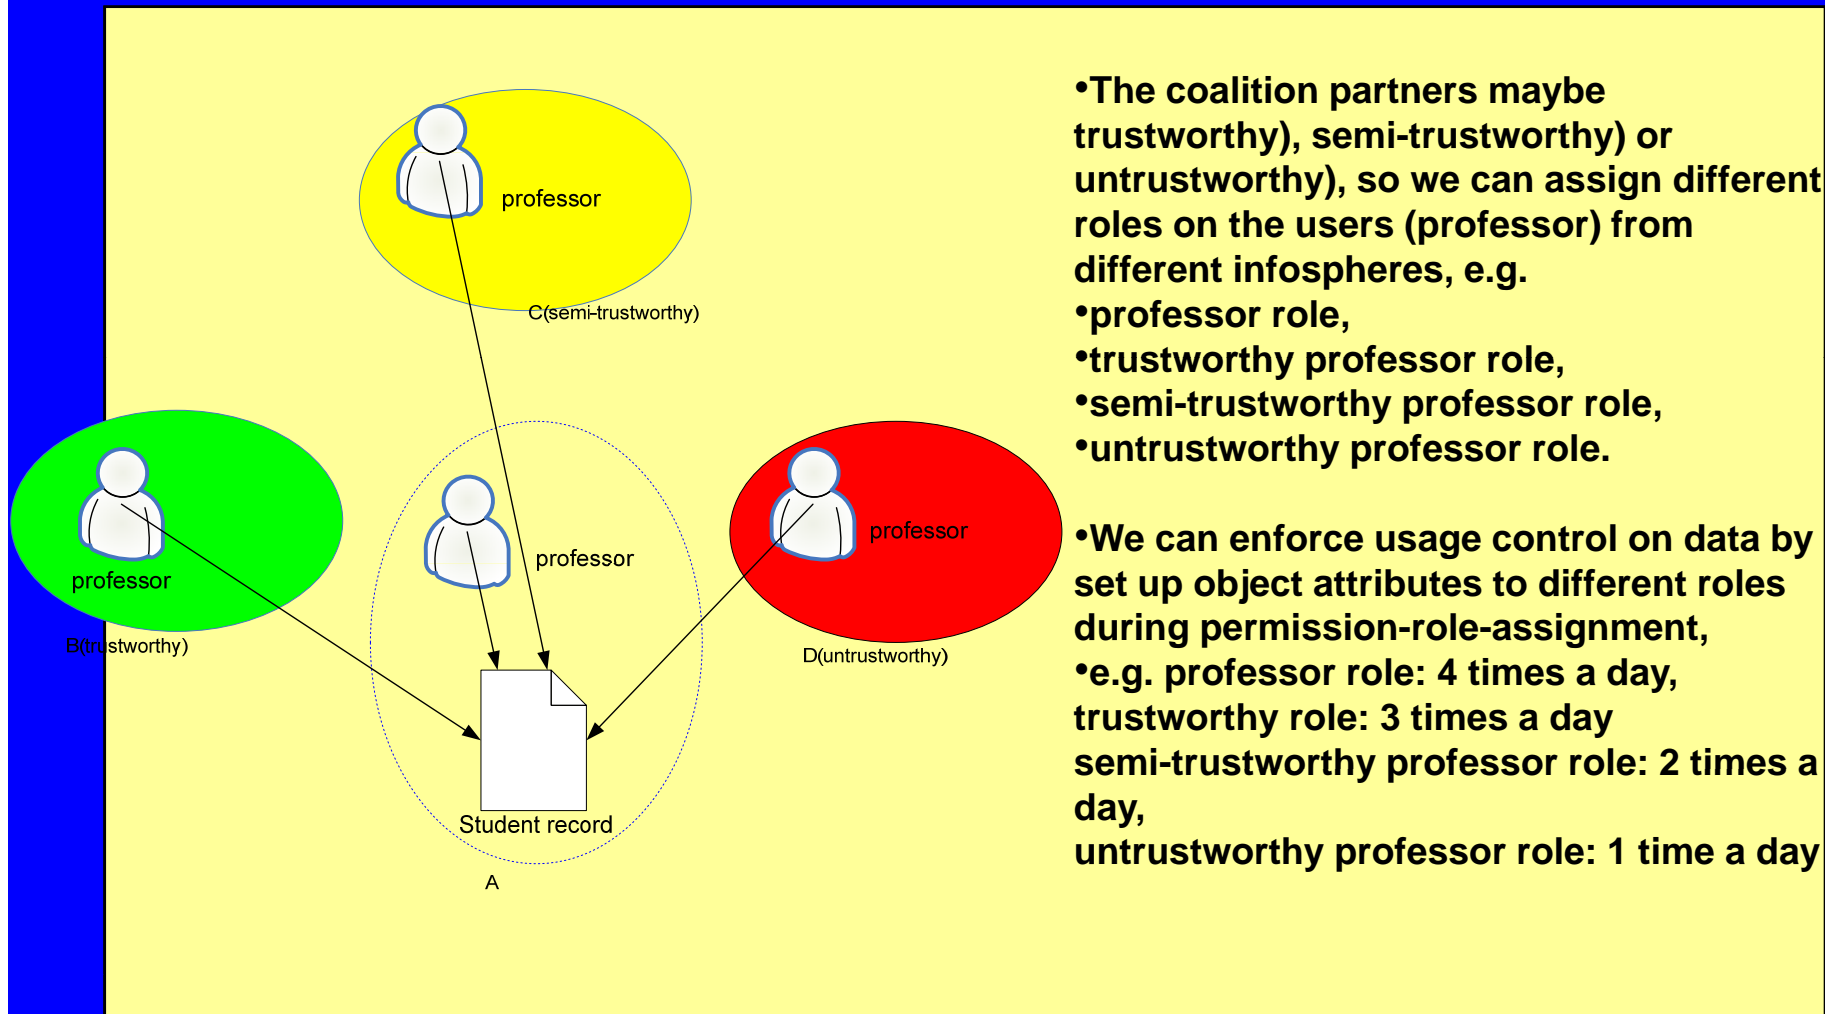 professor
C(semi-trustworthy)
professor
B(trustworthy)
professor
professor
D(untrustworthy)
Student record
A
•The coalition partners maybe
trustworthy), semi-trustworthy) or
untrustworthy), so we can assign different
roles on the users (professor) from
different infospheres, e.g.
•professor role,
•trustworthy professor role,
•semi-trustworthy professor role,
•untrustworthy professor role.
•We can enforce usage control on data by
set up object attributes to different roles
during permission-role-assignment,
•e.g. professor role: 4 times a day,
trustworthy role: 3 times a day
semi-trustworthy professor role: 2 times a
day,
untrustworthy professor role: 1 time a day